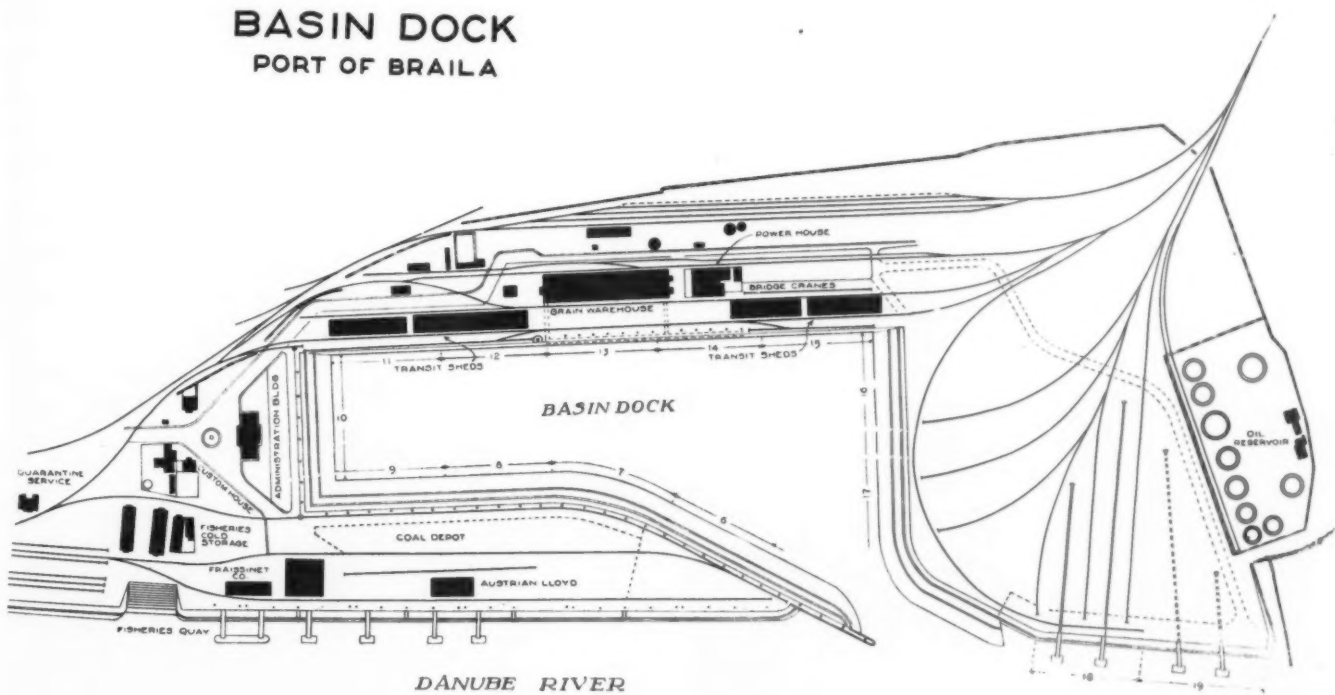 BASIN DOCK
PORT OF BRAILA
POWER HOUSE
BRIDGE CRANES
GRAIN WAREHOUSE
11
12
13
14
15
TRANSIT SHEDS
TRANSIT SHEDS
ADMINISTRATION BLDG
10
BASIN DOCK
16
OIL
RESERVOIR
9
8
7
6
17
QUARANTINE
SERVICE
CUSTOM HOUSE
FISHERIES
COLD
STORAGE
COAL DEPOT
FRAISSINET
CO.
AUSTRIAN LLOYD
FISHERIES QUAY
DANUBE RIVER
18
19